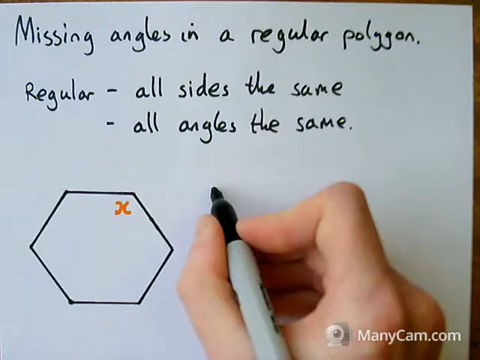 Missing angles in a regular polygon.
Regular - all sides the same
- all angles the same.
x
ManyCam.com